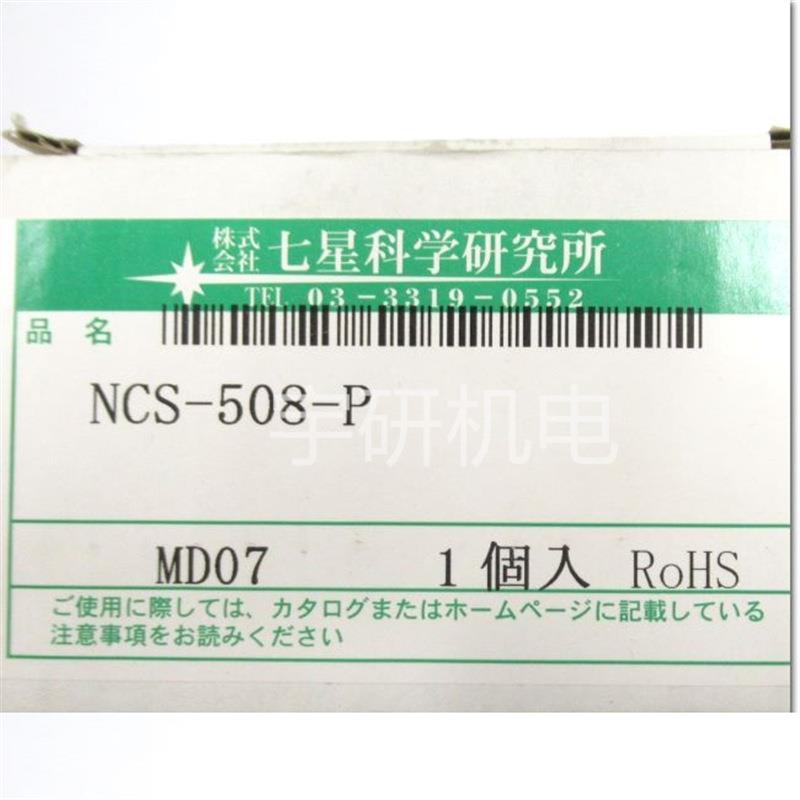 株式会社 七星科学研究所
TEL 03-3319-0552
品名
NCS-508-P
宇研机电
MD07 1個入 RoHS
ご使用に際しては、カタログまたはホームページに記載している
注意事項をお読みください